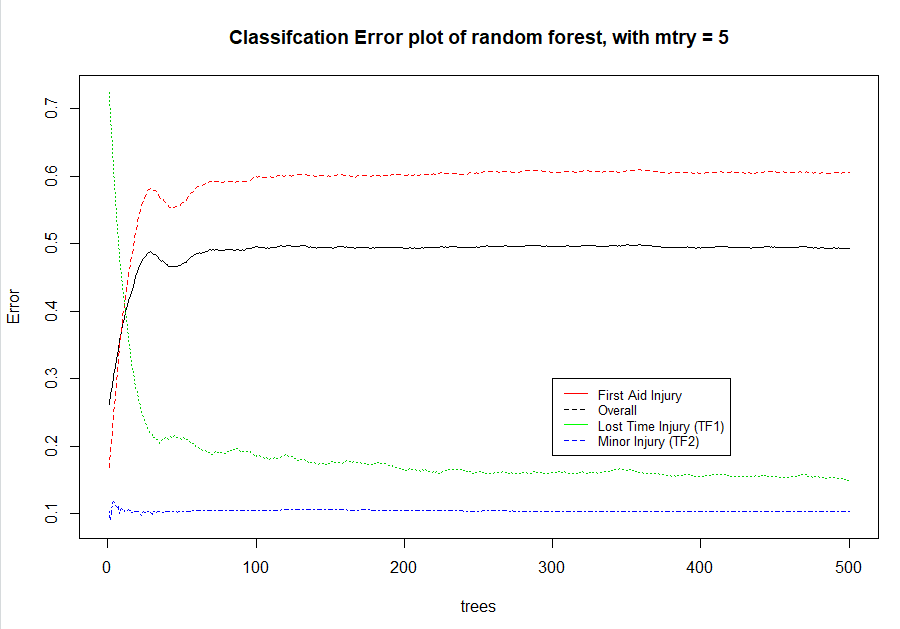 Classifcation Error plot of random forest, with mtry = 5
0.7
0.6
0.5
0.4
0.3
0.2
0.1
Error
First Aid Injury
Overall
Lost Time Injury (TF1)
Minor Injury (TF2)
0 100 200 300 400 500
trees